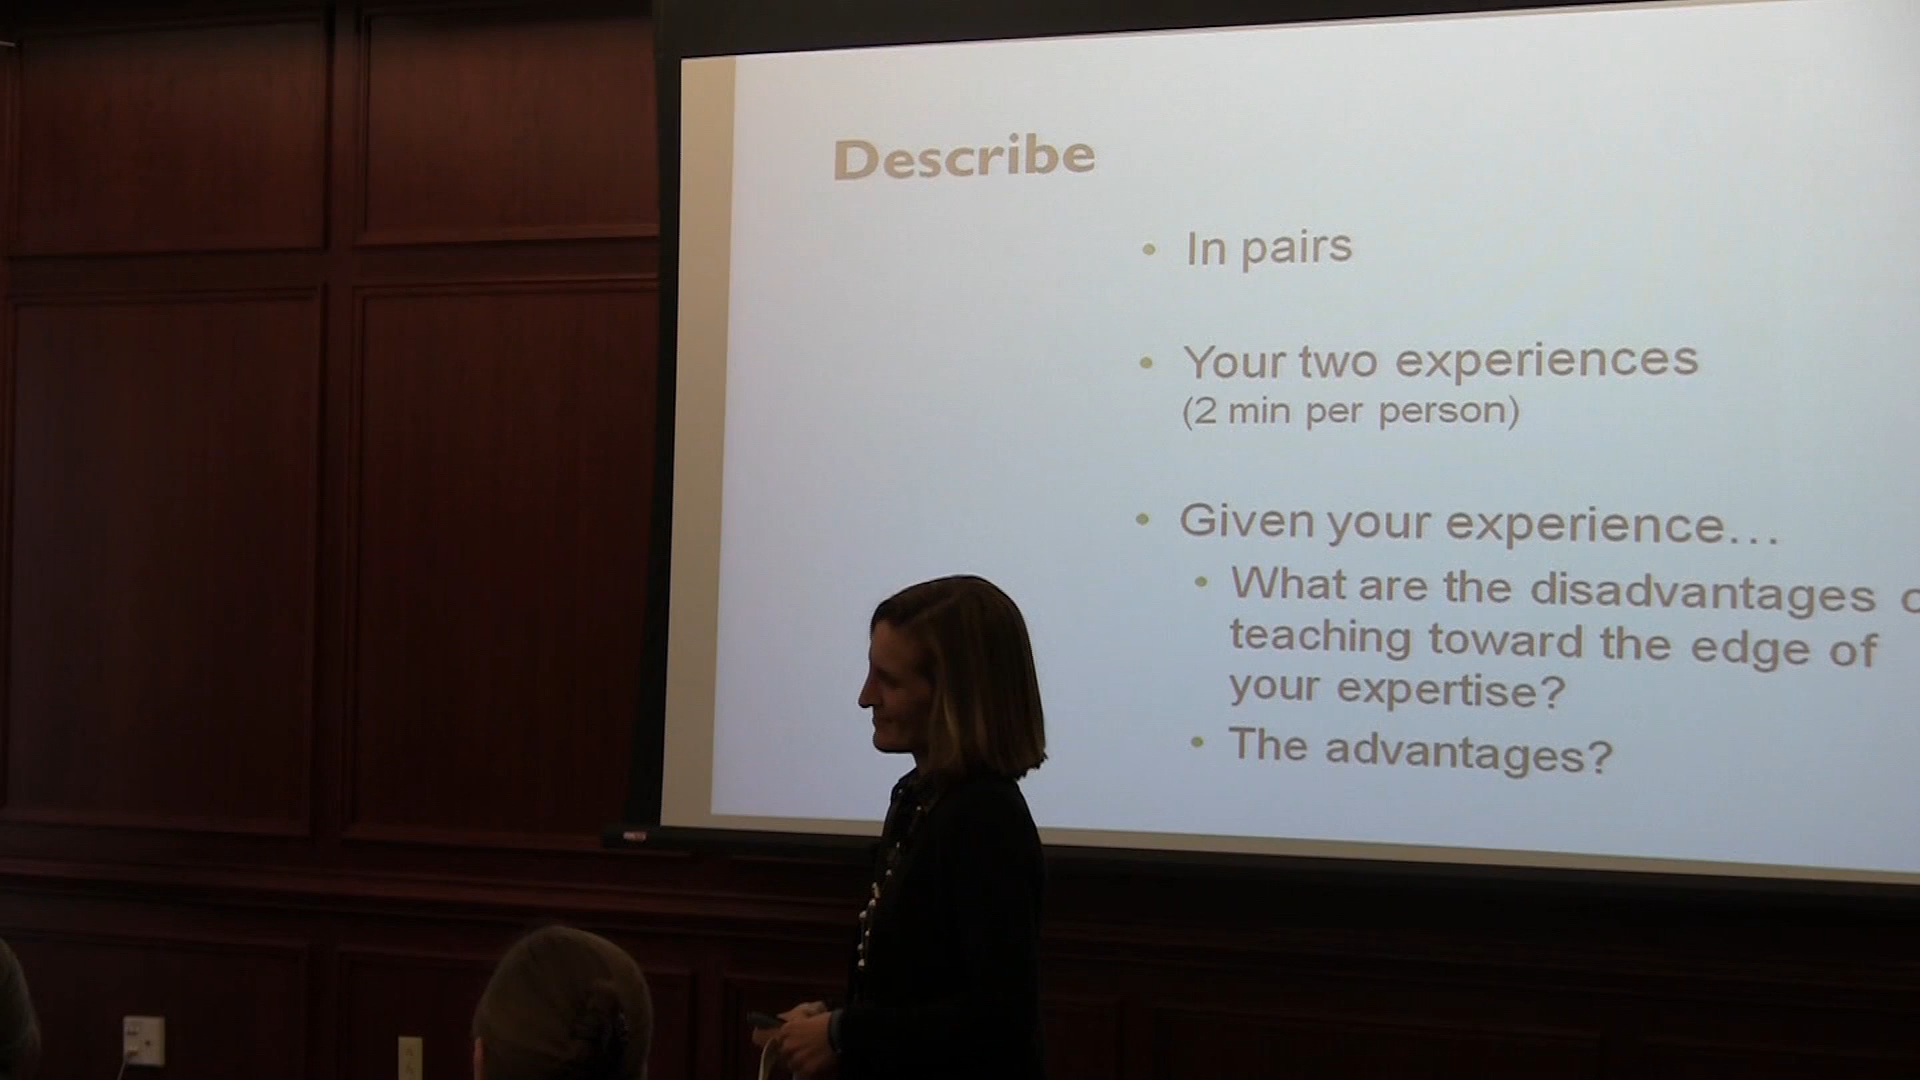 Describe
• In pairs
• Your two experiences
(2 min per person)
• Given your experience…
• What are the disadvantages
teaching toward the edge of
your expertise?
• The advantages?